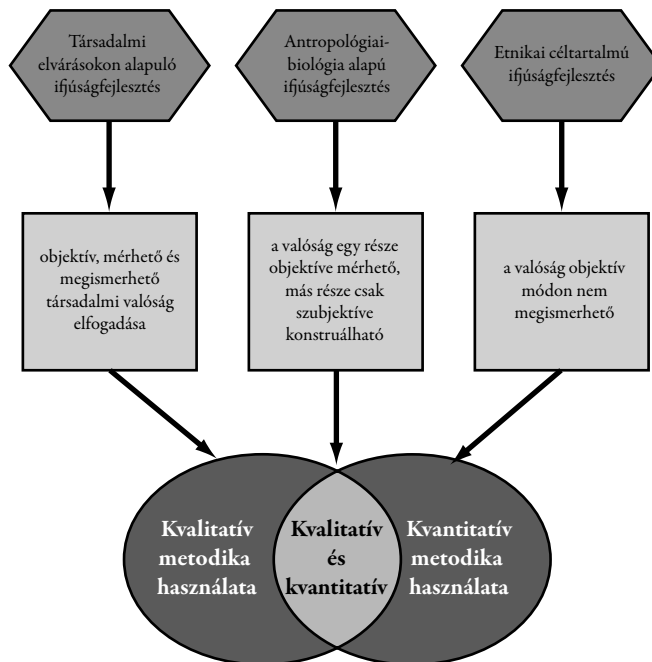 Társadalmi
elvárásokon alapuló
ifjúságfejlesztés
Antropológiai-
biológia alapú
ifjúságfejlesztés
Etnikai céltartalmú
ifjúságfejlesztés
objektív, mérhető és
megismerhető
társadalmi valóság
elfogadása
a valóság egy része
objektíve mérhető,
más része csak
szubjektíve
konstruálható
a valóság objektív
módon nem
megismerhető
Kvalitatív
metodika
használata
Kvalitatív
és
kvantitatív
Kvantitatív
metodika
használata